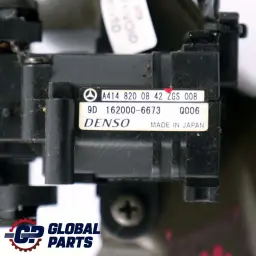 A414 820 08 42 ZGS 008
9D 162000-6673 Q006
DENSO MADE IN JAPAN
GLOBAL
PARTS